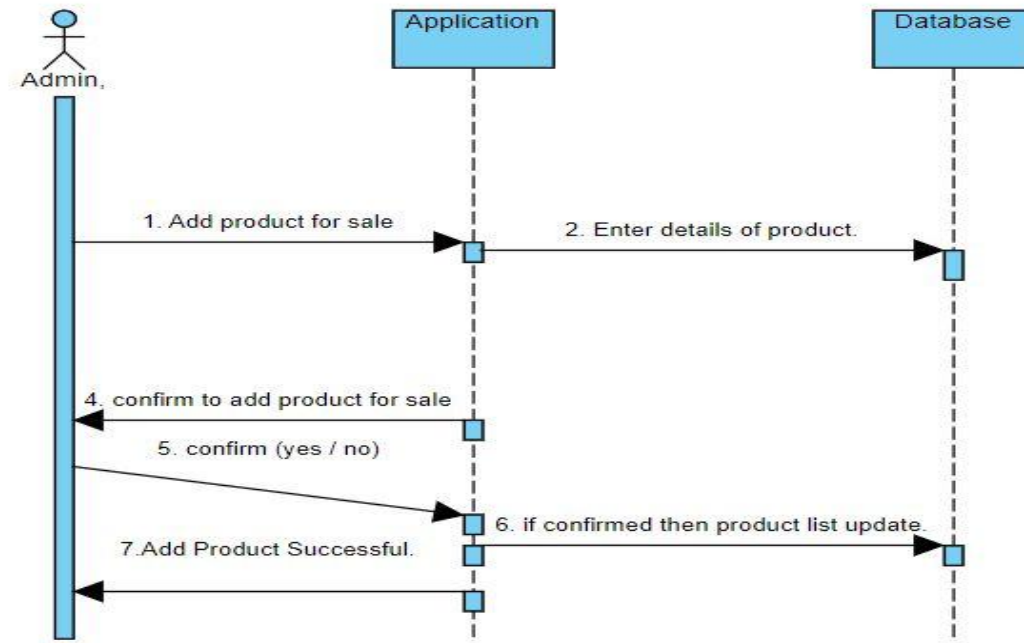 Application
Database
Admin,
1. Add product for sale
2. Enter details of product.
4. confirm to add product for sale
5. confirm (yes / no)
6. if confirmed then product list update.
7.Add Product Successful.